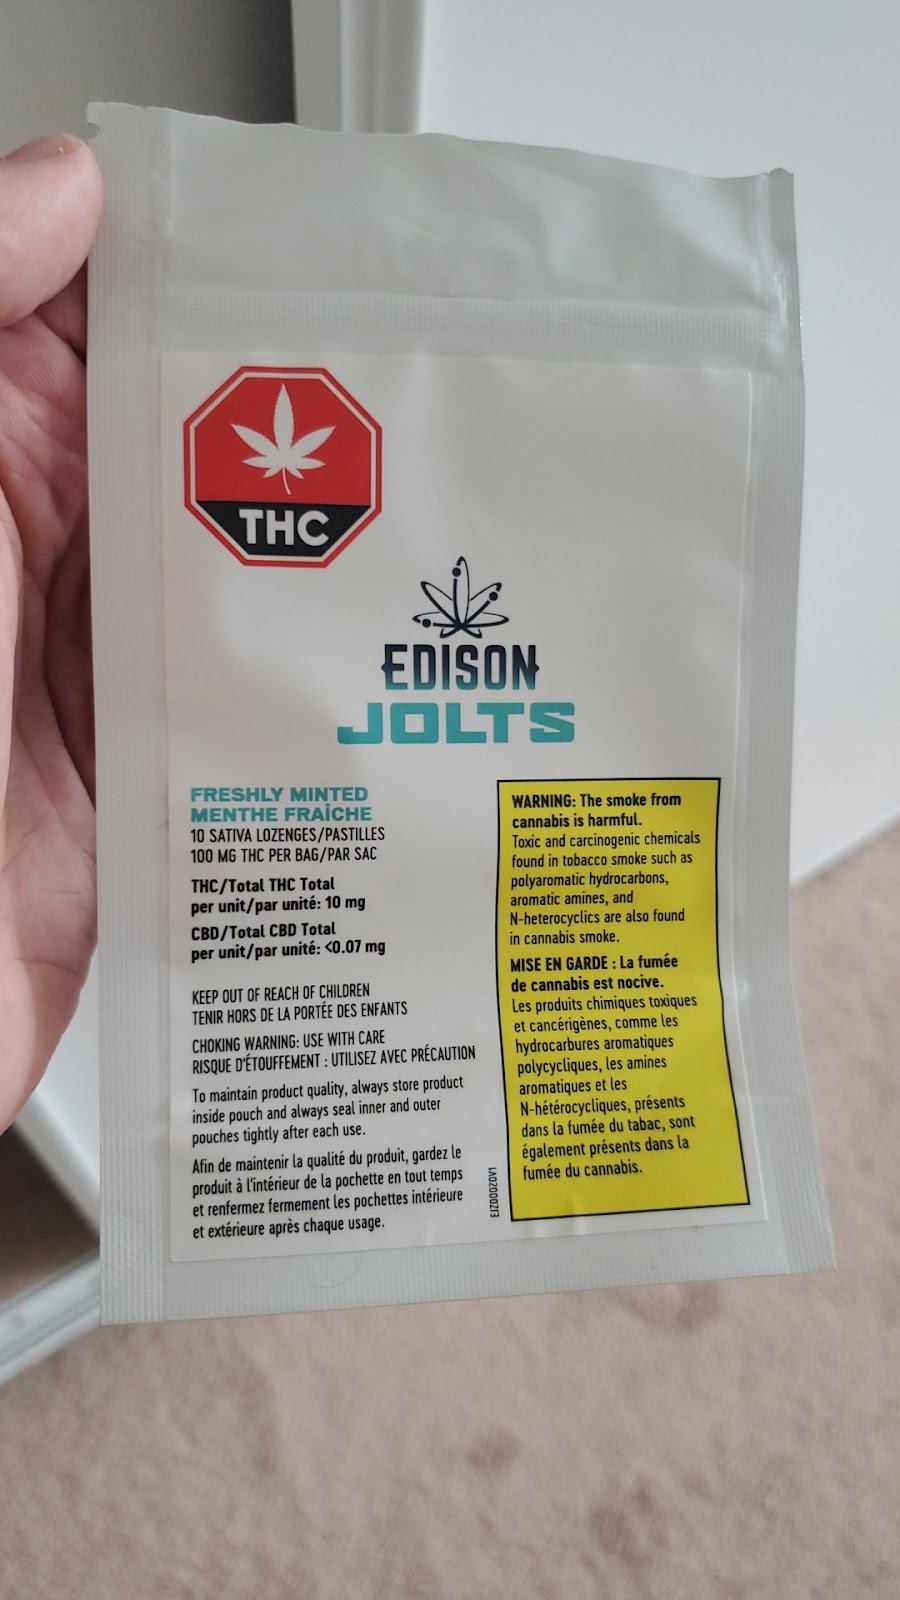 THC
EDISON
JOLTS
FRESHLY MINTED
MENTHE FRAÎCHE
10 SATIVA LOZENGES/PASTILLES
100 MG THC PER BAG/PAR SAC
THC/Total THC Total
per unit/par unité: 10 mg
CBD/Total CBD Total
per unit/par unité: <0.07 mg
KEEP OUT OF REACH OF CHILDREN
TENIR HORS DE LA PORTÉE DES ENFANTS
CHOKING WARNING: USE WITH CARE
RISQUE D'ÉTOUFFEMENT : UTILISEZ AVEC PRÉCAUTION
To maintain product quality, always store product
inside pouch and always seal inner and outer
pouches tightly after each use.
Afin de maintenir la qualité du produit, gardez le
produit à l'intérieur de la pochette en tout temps
et renfermez fermement les pochettes intérieure
et extérieure après chaque usage.
EJZ00020V1
WARNING: The smoke from
cannabis is harmful.
Toxic and carcinogenic chemicals
found in tobacco smoke such as
polyaromatic hydrocarbons,
aromatic amines, and
N-heterocyclics are also found
in cannabis smoke.
MISE EN GARDE : La fumée
de cannabis est nocive.
Les produits chimiques toxiques
et cancérigènes, comme les
hydrocarbures aromatiques
polycycliques, les amines
aromatiques et les
N-hétérocycliques, présents
dans la fumée du tabac, sont
également présents dans la
fumée du cannabis.